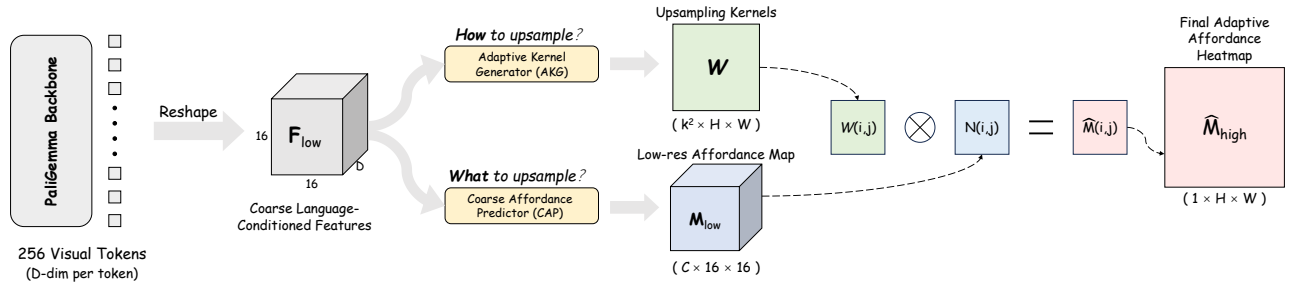 PaliGemma Backbone
256 Visual Tokens
(D-dim per token)
Reshape
F_low
16
16
D
Coarse Language-
Conditioned Features
How to upsample?
Adaptive Kernel
Generator (AKG)
What to upsample?
Coarse Affordance
Predictor (CAP)
Upsampling Kernels
W
( k² × H × W )
Low-res Affordance Map
M_low
( C × 16 × 16 )
W(i,j)
⊗
N(i,j)
=
M̂(i,j)
Final Adaptive
Affordance
Heatmap
M̂_high
( 1 × H × W )